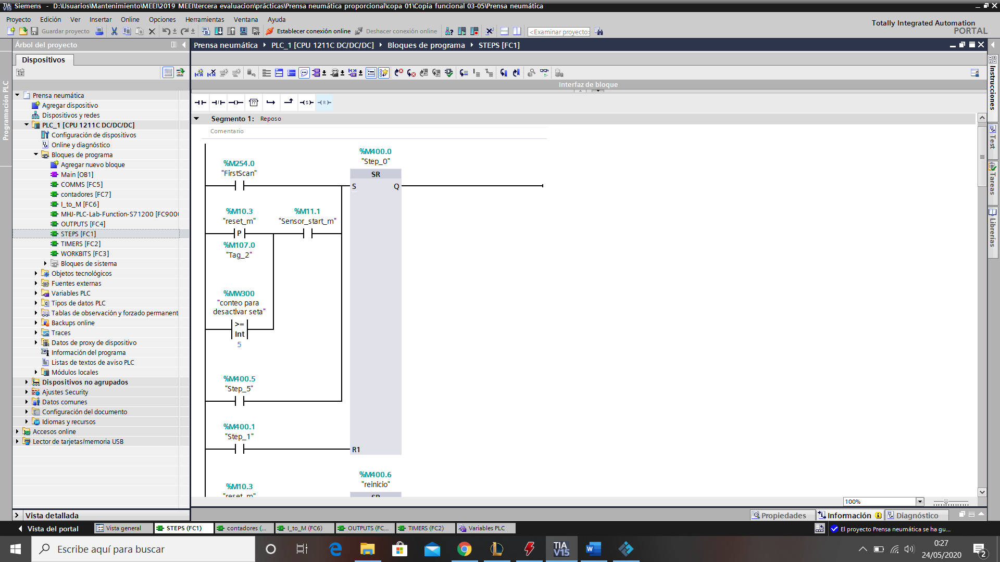 Siemens - D:\Usuarios\Mantenimiento\MEEI\2019 MEEI\tercera evaluacion\prácticas\Prensa neumática proporcional\copa 01\Copia funcional 03-05\Prensa neumática
Proyecto Edición Ver Insertar Online Opciones Herramientas Ventana Ayuda
Totally Integrated Automation
PORTAL
Guardar proyecto Establecer conexión online Deshacer conexión online <Examinar proyecto>
Árbol del proyecto
Prensa neumática PLC_1 [CPU 1211C DC/DC/DC] Bloques de programa STEPS [FC1]
Dispositivos
Programación PLC
Prensa neumática
Agregar dispositivo
Dispositivos y redes
PLC_1 [CPU 1211C DC/DC/DC]
Configuración de dispositivos
Online y diagnóstico
Bloques de programa
Agregar nuevo bloque
Main [OB1]
COMMS [FC5]
contadores [FC7]
I_to_M [FC6]
MHJ-PLC-Lab-Function-S71200 [FC900
OUTPUTS [FC4]
STEPS [FC1]
TIMERS [FC2]
WORKBITS [FC3]
Bloques de sistema
Objetos tecnológicos
Fuentes externas
Variables PLC
Tipos de datos PLC
Tablas de observación y forzado permanent
Backups online
Traces
Datos de proxy de dispositivo
Información del programa
Listas de textos de aviso PLC
Módulos locales
Dispositivos no agrupados
Ajustes Security
Datos comunes
Configuración del documento
Idiomas y recursos
Accesos online
Lector de tarjetas/memoria USB
Vista detallada
Interfaz de bloque
Segmento 1: Reposo
Comentario
%M400.0
"Step_0"
%M254.0
"FirstScan"
SR
S Q
%M10.3
"reset_m"
P
%M107.0
"Tag_2"
%M11.1
"Sensor_start_m"
%MW300
"conteo para
desactivar seta"
>=
Int
5
%M400.5
"Step_5"
%M400.1
"Step_1"
R1
%M400.6
"reinicio"
SR
%M10.3
"reset_m"
100%
Propiedades Información Diagnóstico
Instrucciones
Test
Tareas
Librerías
Vista del portal Vista general STEPS (FC1) contadores (... I_to_M (FC6) OUTPUTS (FC... TIMERS (FC2) Variables PLC
El proyecto Prensa neumática se ha gu...
Escribe aquí para buscar
TIA
V15
0:27
24/05/2020
2